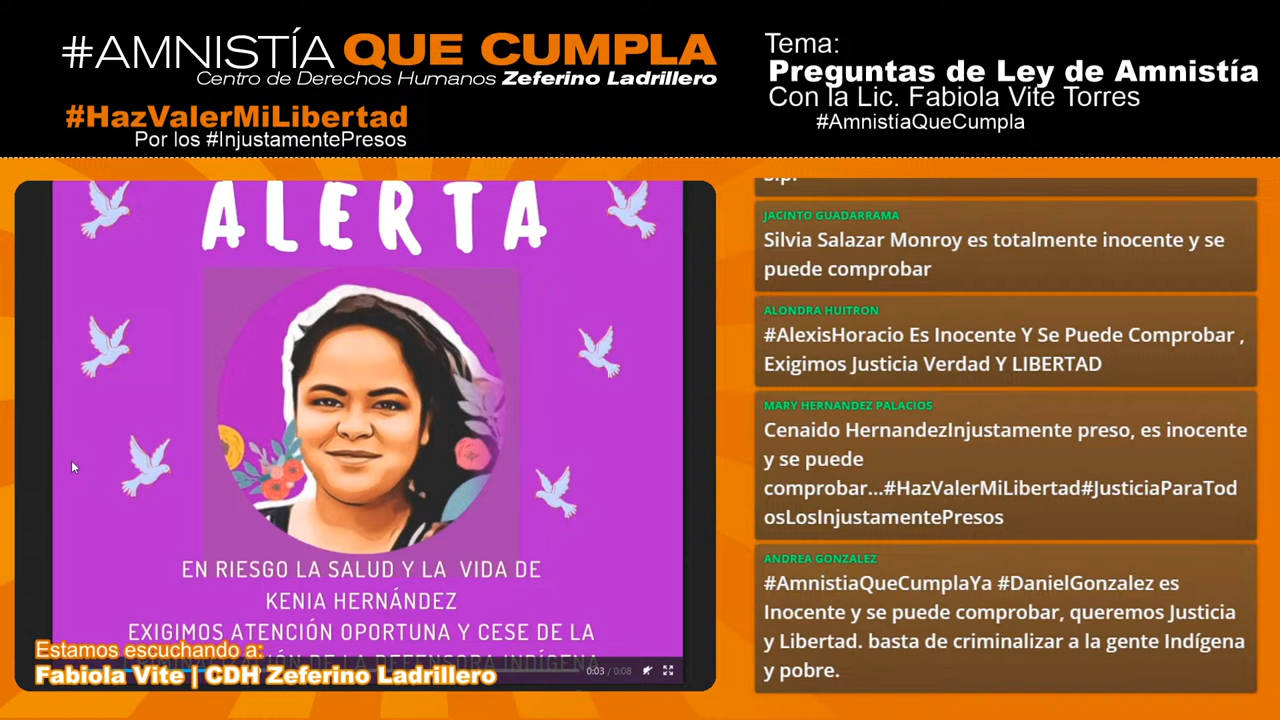 #AMNISTÍA QUE CUMPLA
Centro de Derechos Humanos Zeferino Ladrillero
#HazValerMiLibertad
Por los #InjustamentePresos
Tema:
Preguntas de Ley de Amnistía
Con la Lic. Fabiola Vite Torres
#AmnistíaQueCumpla
ALERTA
EN RIESGO LA SALUD Y LA VIDA DE
KENIA HERNÁNDEZ
EXIGIMOS ATENCIÓN OPORTUNA Y CESE DE LA
CRIMINALIZACIÓN DE LA DEFENSORA INDÍGENA
Estamos escuchando a:
Fabiola Vite | CDH Zeferino Ladrillero
0:03 / 0:08
JACINTO GUADARRAMA
Silvia Salazar Monroy es totalmente inocente y se
puede comprobar
ALONDRA HUITRON
#AlexisHoracio Es Inocente Y Se Puede Comprobar ,
Exigimos Justicia Verdad Y LIBERTAD
MARY HERNANDEZ PALACIOS
Cenaido HernandezInjustamente preso, es inocente
y se puede
comprobar...#HazValerMiLibertad#JusticiaParaTod
osLosInjustamentePresos
ANDREA GONZALEZ
#AmnistiaQueCumplaYa #DanielGonzalez es
Inocente y se puede comprobar, queremos Justicia
y Libertad. basta de criminalizar a la gente Indígena
y pobre.